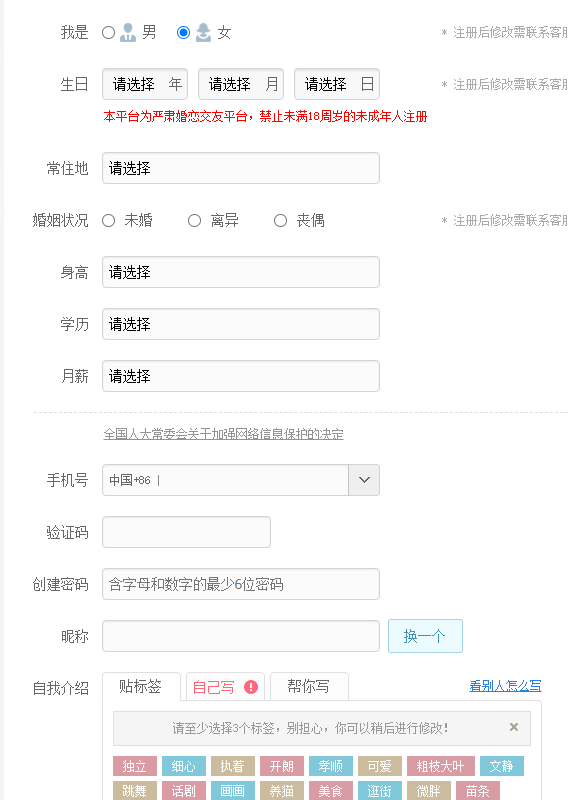 我是 男 女 * 注册后修改需联系客服
生日 请选择 年 请选择 月 请选择 日 * 注册后修改需联系客服
本平台为严肃婚恋交友平台，禁止未满18周岁的未成年人注册
常住地 请选择
婚姻状况 未婚 离异 丧偶 * 注册后修改需联系客服
身高 请选择
学历 请选择
月薪 请选择
全国人大常委会关于加强网络信息保护的决定
手机号 中国+86 |
验证码
创建密码 含字母和数字的最少6位密码
昵称 换一个
自我介绍 贴标签 自己写 帮你写 看别人怎么写
请至少选择3个标签，别担心，你可以稍后进行修改! ×
独立 细心 执着 开朗 孝顺 可爱 粗枝大叶 文静
跳舞 话剧 画画 养猫 美食 逛街 微胖 苗条